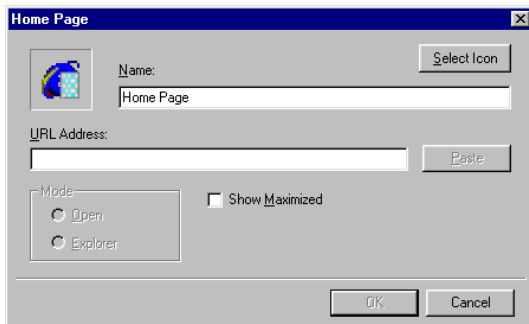 Home Page
Select Icon
Name:
Home Page
URL Address:
Paste
Mode
Open
Explorer
Show Maximized
OK
Cancel